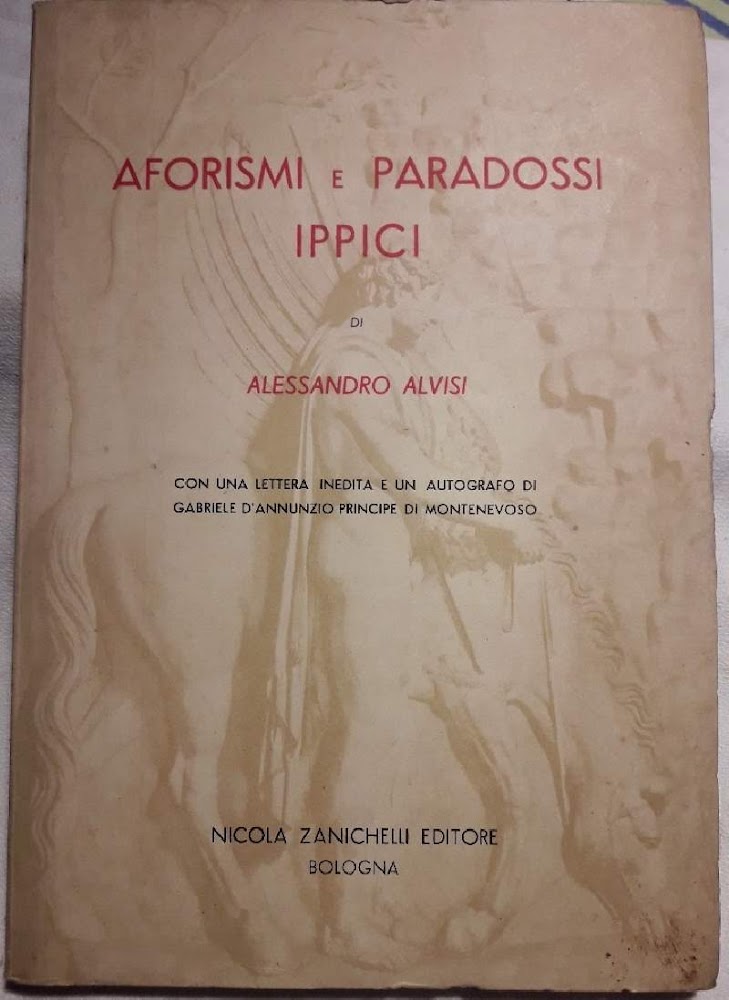 AFORISMI E PARADOSSI
IPPICI
DI
ALESSANDRO ALVISI
CON UNA LETTERA INEDITA E UN AUTOGRAFO DI
GABRIELE D'ANNUNZIO PRINCIPE DI MONTENEVOSO
NICOLA ZANICHELLI EDITORE
BOLOGNA